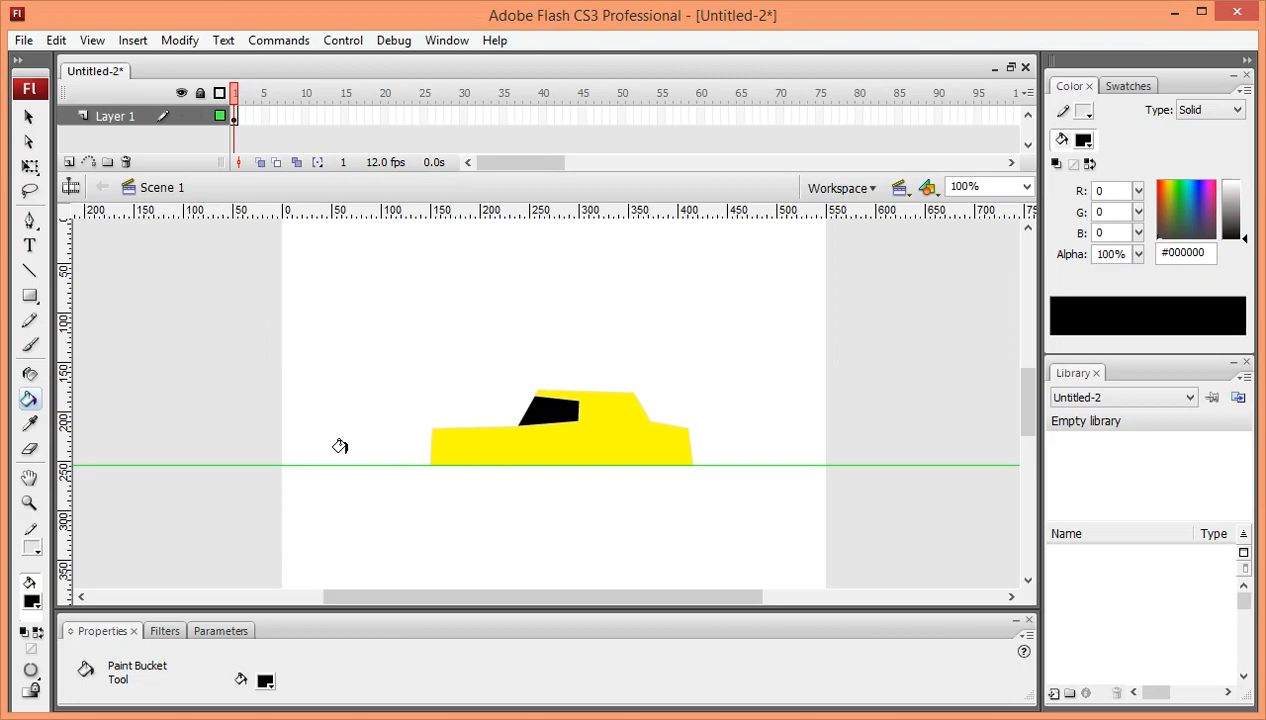 Fl Adobe Flash CS3 Professional - [Untitled-2*]
File Edit View Insert Modify Text Commands Control Debug Window Help
Untitled-2*
1 5 10 15 20 25 30 35 40 45 50 55 60 65 70 75 80 85 90 95 1
Layer 1
1 12.0 fps 0.0s
Scene 1 Workspace 100%
200 150 100 50 0 50 100 150 200 250 300 350 400 450 500 550 600 650 700 75
50
100
150
200
250
300
350
Fl
T
Color Swatches
Type: Solid
R: 0
G: 0
B: 0
Alpha: 100% #000000
Library
Untitled-2
Empty library
Name Type
Properties Filters Parameters
Paint Bucket
Tool